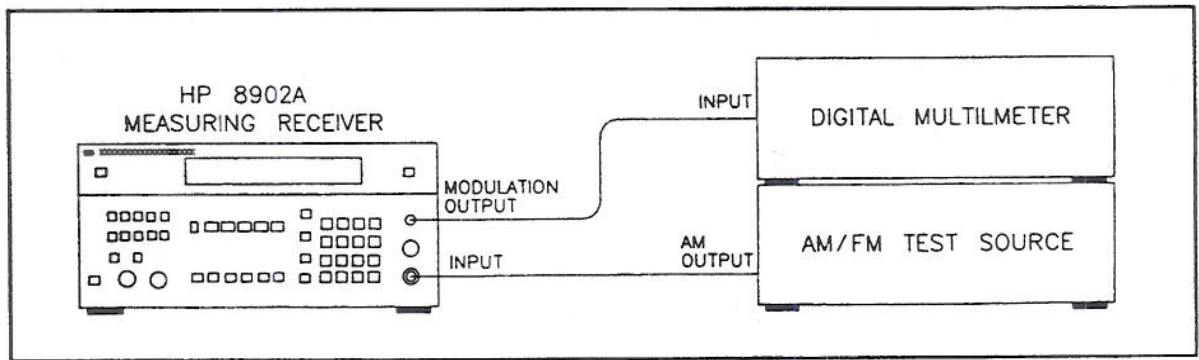 HP 8902A
MEASURING RECEIVER
MODULATION
OUTPUT
INPUT
INPUT
DIGITAL MULTILMETER
AM
OUTPUT
AM/FM TEST SOURCE